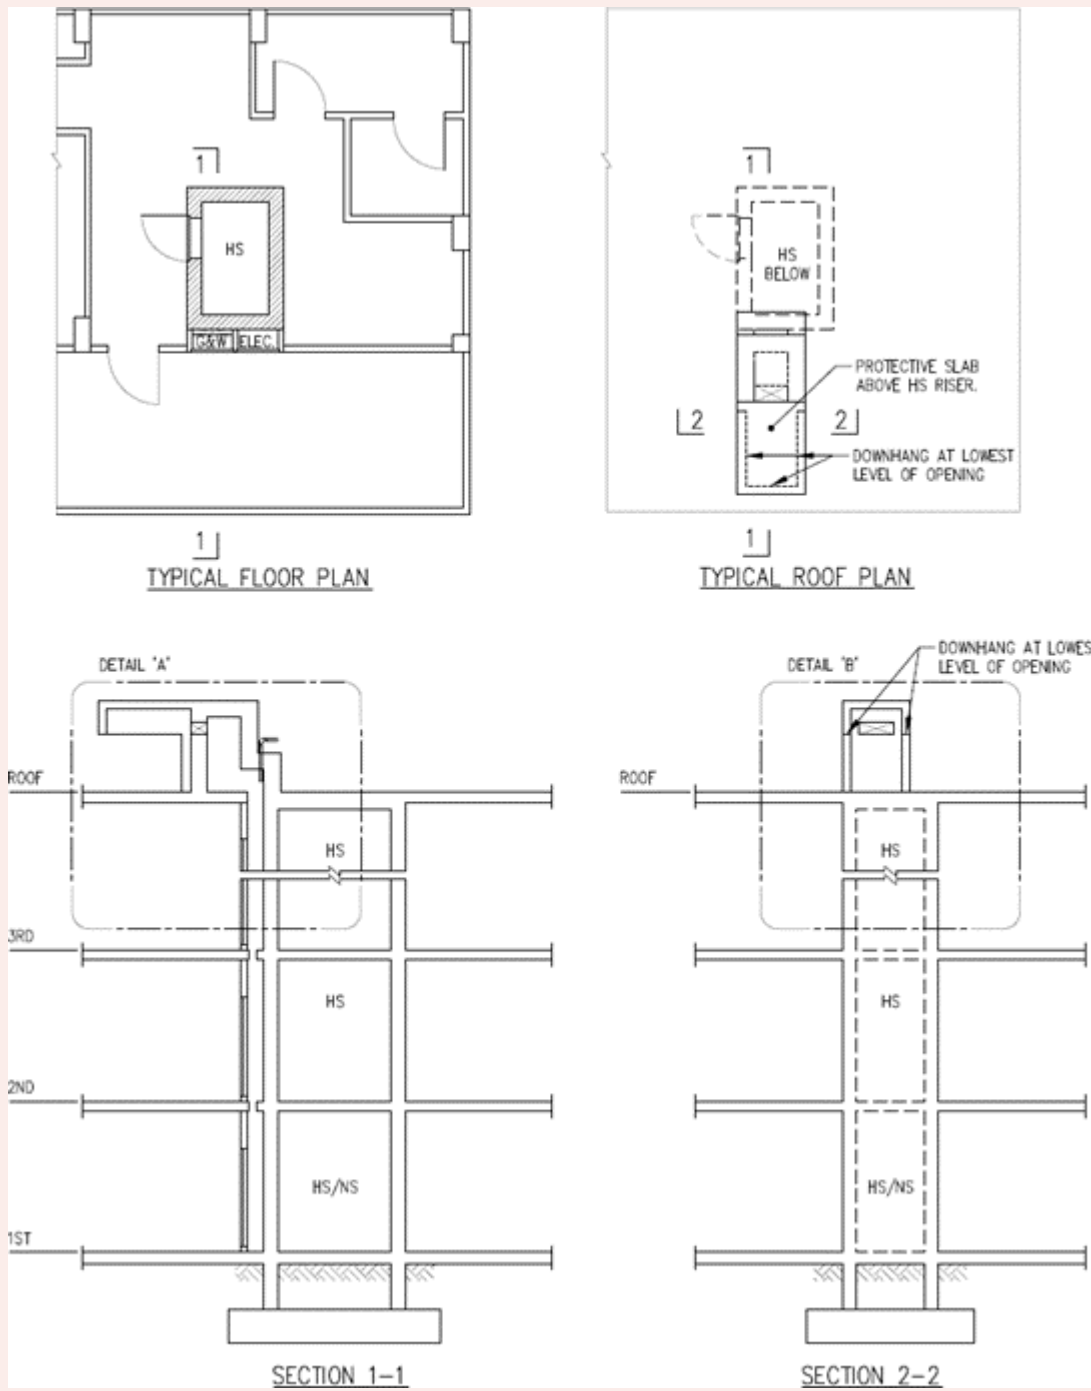 1
HS
G&W ELEC.
1
TYPICAL FLOOR PLAN
1
HS
BELOW
PROTECTIVE SLAB
ABOVE HS RISER.
2 2
DOWNHANG AT LOWEST
LEVEL OF OPENING
1
TYPICAL ROOF PLAN
DETAIL "A"
ROOF
HS
3RD
HS
2ND
HS/NS
1ST
SECTION 1-1
DETAIL "B"
DOWNHANG AT LOWES
LEVEL OF OPENING
ROOF
HS
HS
HS/NS
SECTION 2-2